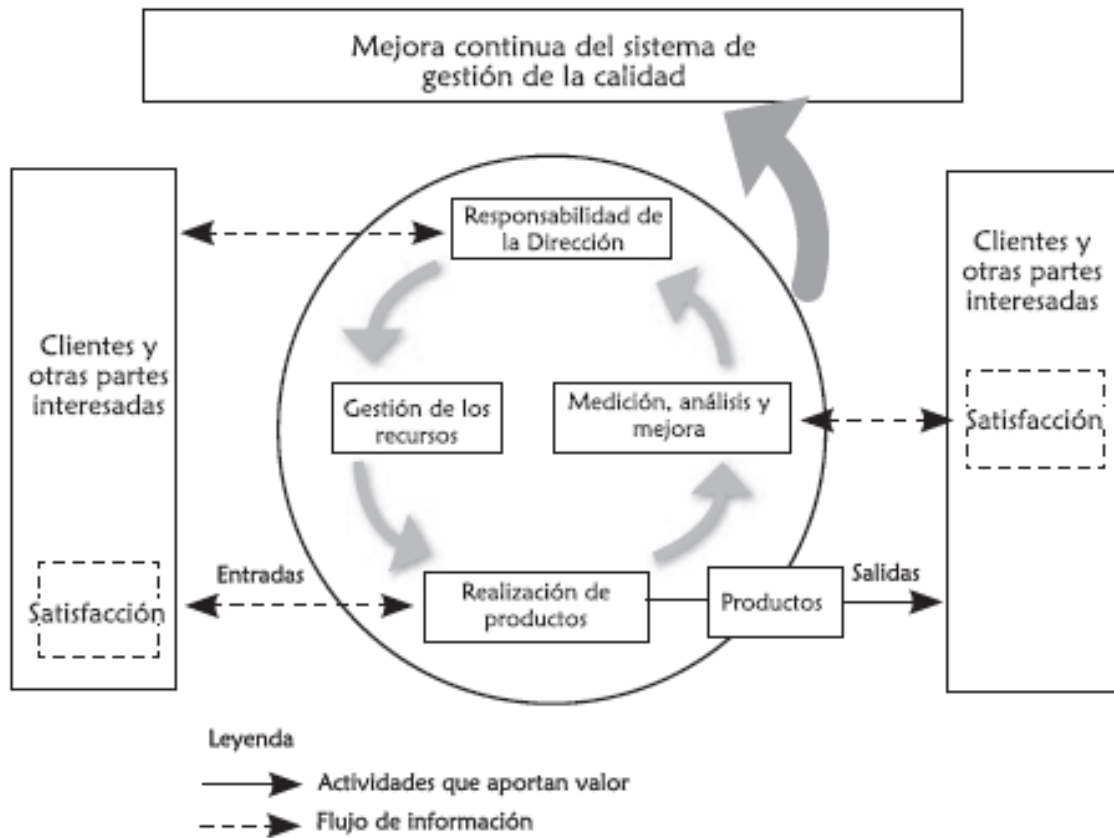 Mejora continua del sistema de
gestión de la calidad
Responsabilidad de
la Dirección
Clientes y
otras partes
interesadas
Clientes y
otras partes
interesadas
Gestión de los
recursos
Medición, análisis y
mejora
Satisfacción
Entradas
Satisfacción
Realización de
productos
Productos
Salidas
Leyenda
Actividades que aportan valor
Flujo de información